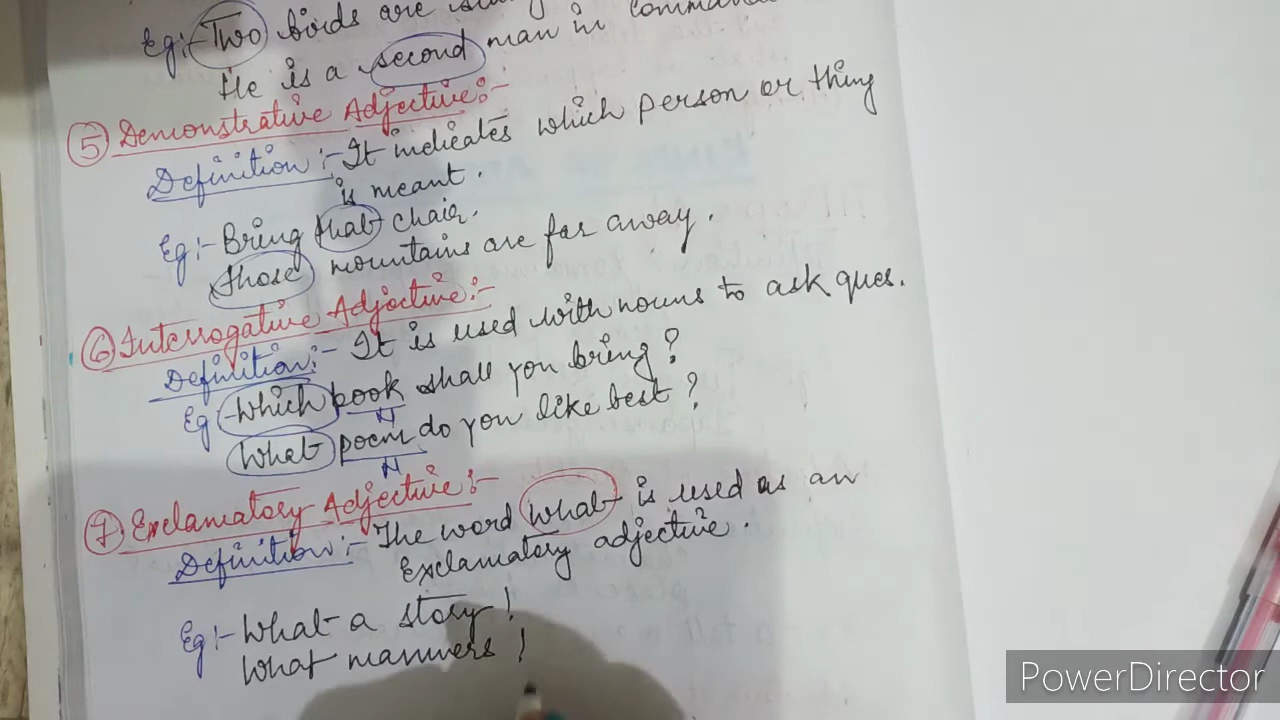 Eg:- Two birds are
He is a second man in
⑤ Demonstrative Adjective:-
Definition :- It indicates which person or thing
is meant.
Eg:- Bring that chair.
those mountains are far away.
⑥ Interrogative Adjective:-
Definition:- It is used with nouns to ask ques.
Eg:- Which book shall you bring?
N
What poem do you like best?
N
⑦ Exclamatory Adjective:-
Definition:- The word what is used as an
Exclamatory adjective.
Eg:- What a story!
What manners!
PowerDirector